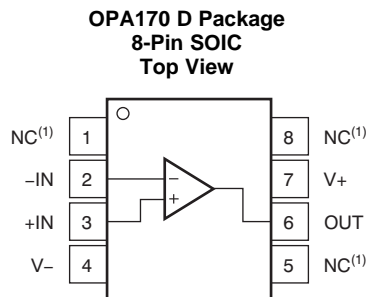 OPA170 D Package
8-Pin SOIC
Top View
NC(1) 1 8 NC(1)
–IN 2 7 V+
+IN 3 6 OUT
V– 4 5 NC(1)
–
+